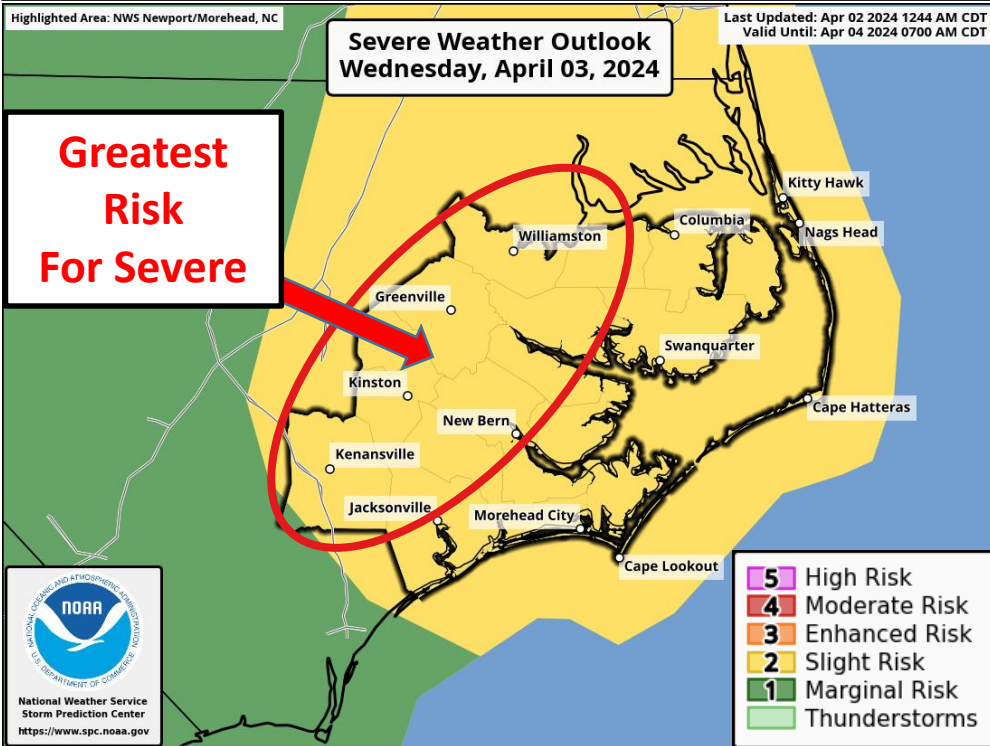 Highlighted Area: NWS Newport/Morehead, NC
Last Updated: Apr 02 2024 1244 AM CDT
Valid Until: Apr 04 2024 0700 AM CDT
Severe Weather Outlook
Wednesday, April 03, 2024
Greatest
Risk
For Severe
Kitty Hawk
Columbia
Nags Head
Williamston
Greenville
Swanquarter
Kinston
Cape Hatteras
New Bern
Kenansville
Jacksonville
Morehead City
Cape Lookout
NATIONAL OCEANIC AND ATMOSPHERIC ADMINISTRATION
NOAA
U.S. DEPARTMENT OF COMMERCE
National Weather Service
Storm Prediction Center
https://www.spc.noaa.gov
5 High Risk
4 Moderate Risk
3 Enhanced Risk
2 Slight Risk
1 Marginal Risk
Thunderstorms